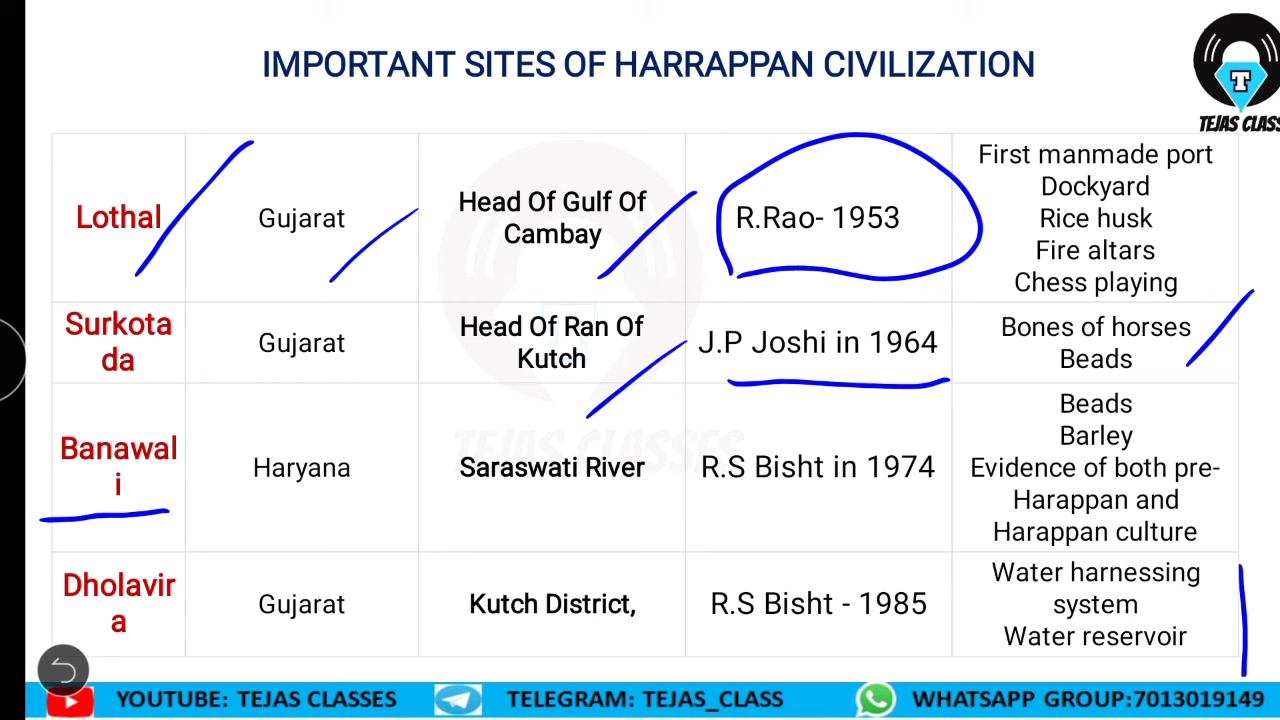 IMPORTANT SITES OF HARRAPPAN CIVILIZATION
T
TEJAS CLASS
Lothal
Gujarat
Head Of Gulf Of
Cambay
R.Rao- 1953
First manmade port
Dockyard
Rice husk
Fire altars
Chess playing
Surkota
da
Gujarat
Head Of Ran Of
Kutch
J.P Joshi in 1964
Bones of horses
Beads
Banawal
i
Haryana
Saraswati River
R.S Bisht in 1974
Beads
Barley
Evidence of both pre-
Harappan and
Harappan culture
Dholavir
a
Gujarat
Kutch District,
R.S Bisht - 1985
Water harnessing
system
Water reservoir
TEJAS CLASSES
YOUTUBE: TEJAS CLASSES
TELEGRAM: TEJAS_CLASS
WHATSAPP GROUP:7013019149